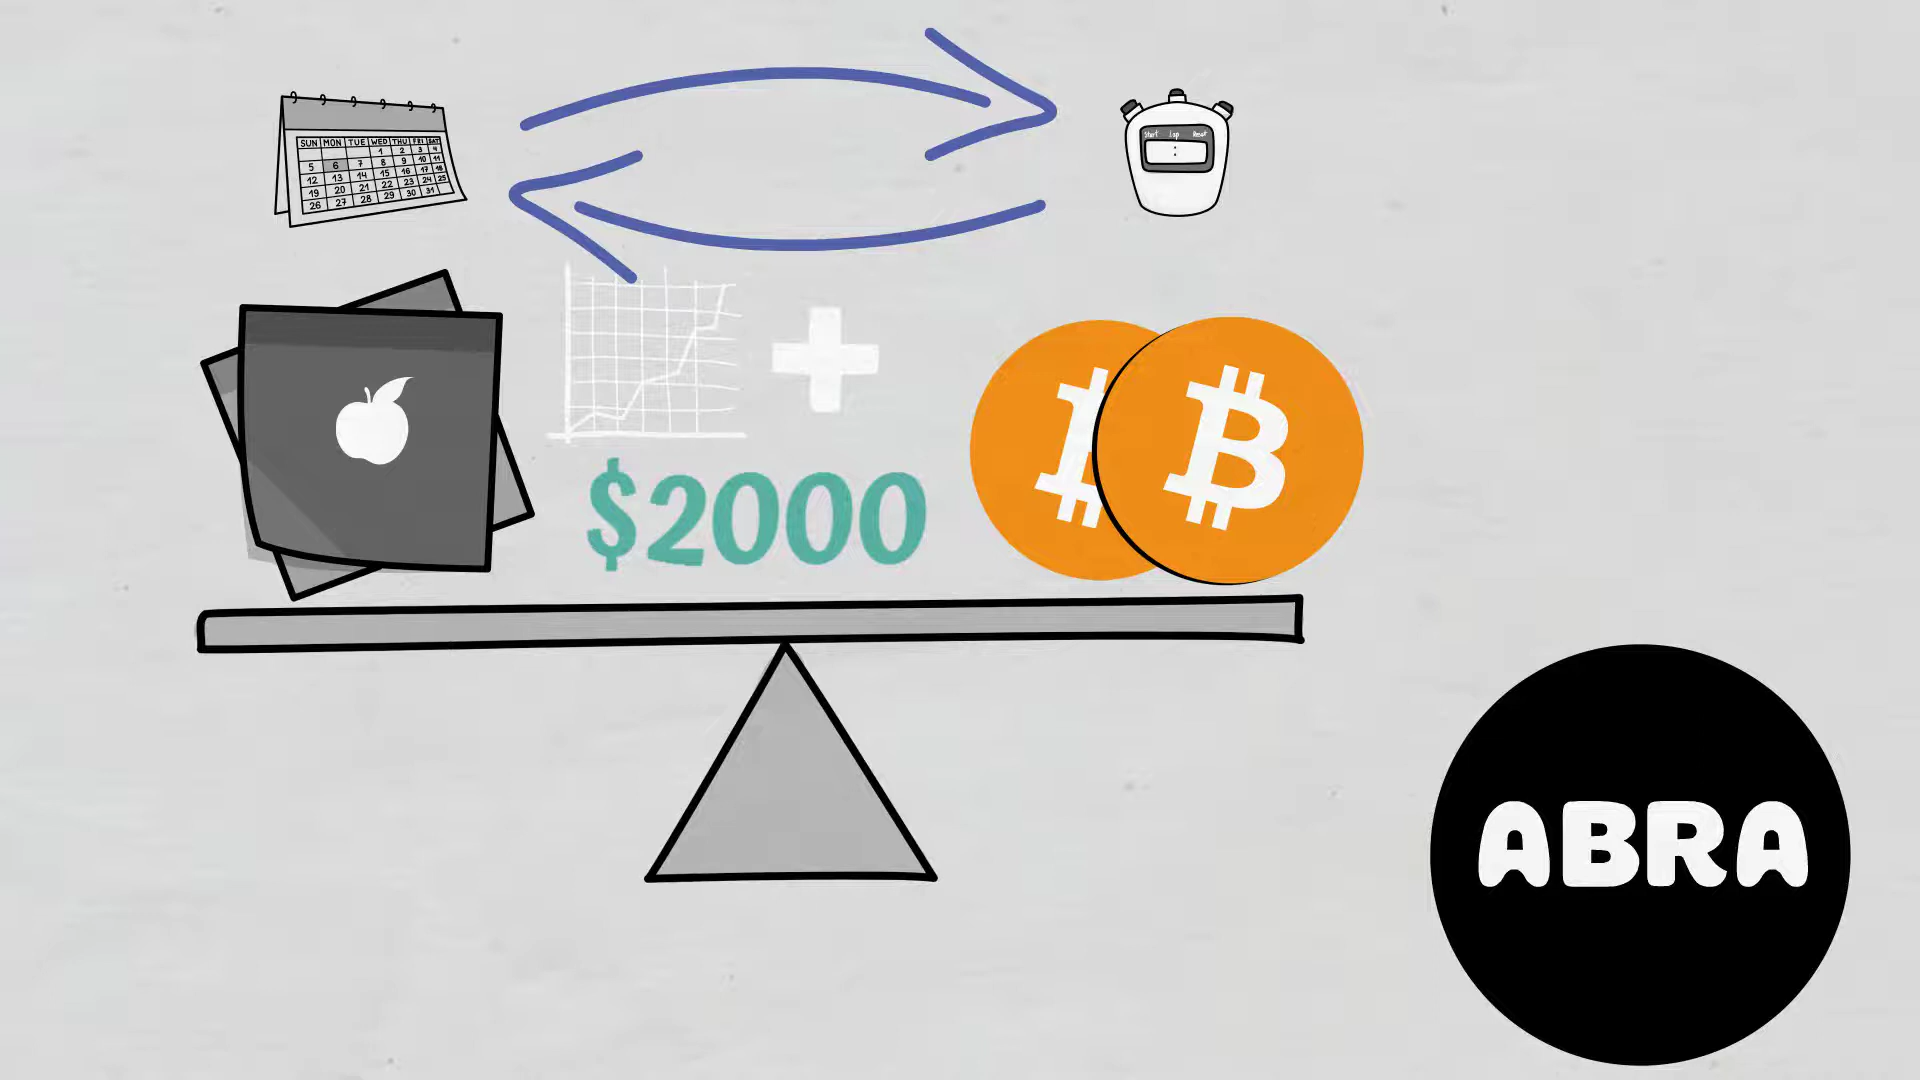 SUN MON TUE WED THU FRI SAT
1 2 3 4
5 6 7 8 9 10 11
12 13 14 15 16 17 18
19 20 21 22 23 24 25
26 27 28 29 30 31
Start lap Reset
:
$2000
ABRA